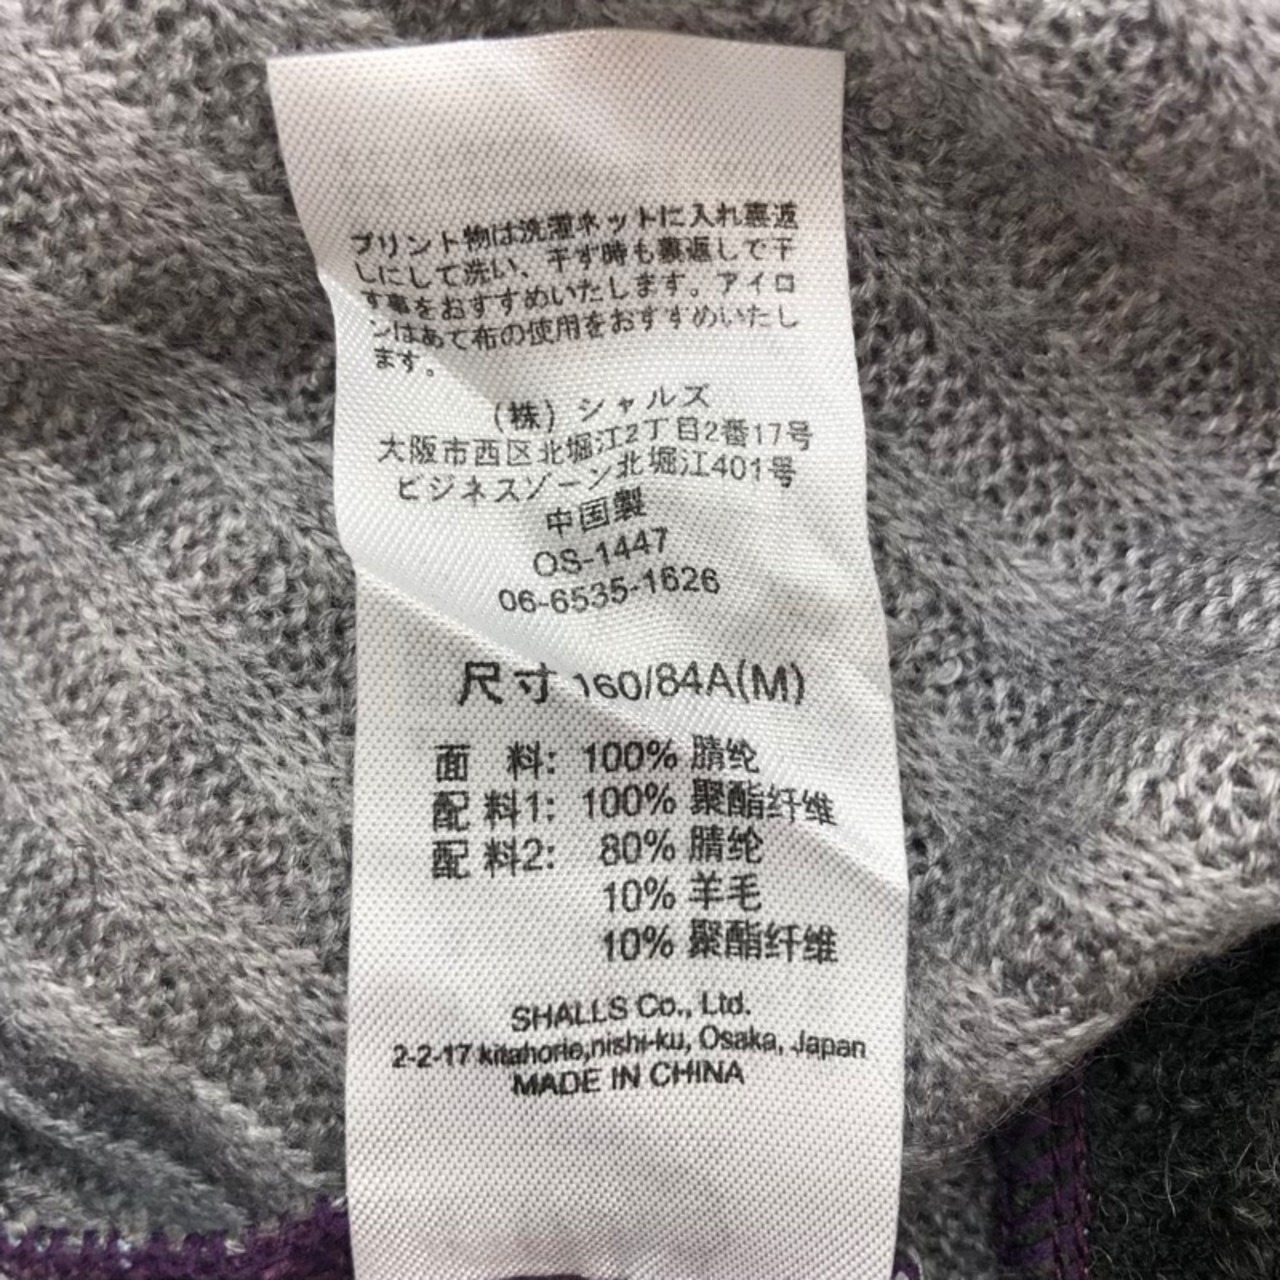 プリント物は洗濯ネットに入れ裏返
しにして洗い、干す時も裏返しで干
す事をおすすめいたします。アイロ
ンはあて布の使用をおすすめいたし
ます。
(株) シャルズ
大阪市西区北堀江2丁目2番17号
ビジネスゾーン北堀江401号
中国製
OS-1447
06-6535-1626
尺寸 160/84A(M)
面 料: 100% 腈纶
配 料1: 100% 聚酯纤维
配 料2: 80% 腈纶
10% 羊毛
10% 聚酯纤维
SHALLS Co., Ltd.
2-2-17 kitahorie,nishi-ku, Osaka, Japan
MADE IN CHINA